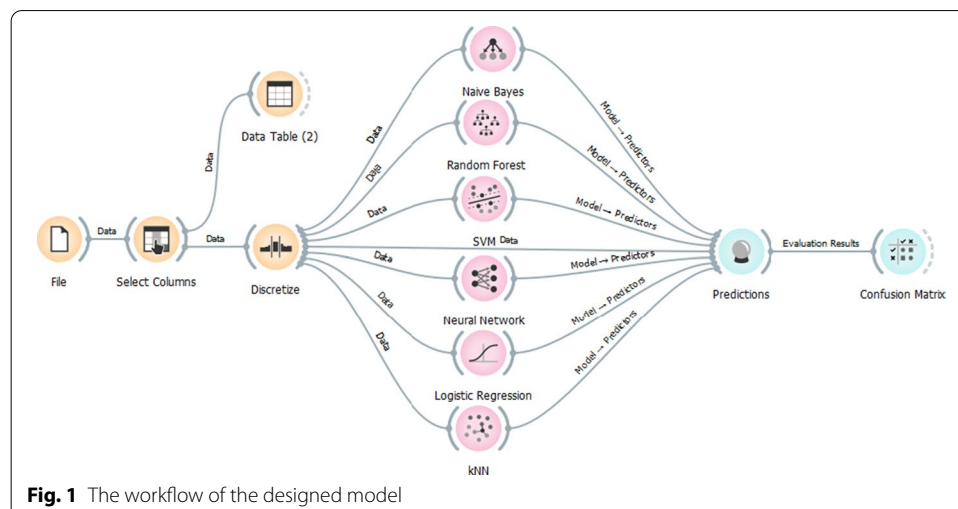 Naive Bayes
Data Table (2)
Random Forest
Data
Data
Data
Data
Data
Data
Data
Data
Data
Data
SVM
File
Select Columns
Discretize
Neural Network
Logistic Regression
kNN
Model → Predictors
Model → Predictors
Model → Predictors
Model → Predictors
Model → Predictors
Model → Predictors
Predictions
Evaluation Results
Confusion Matrix
Fig. 1 The workflow of the designed model